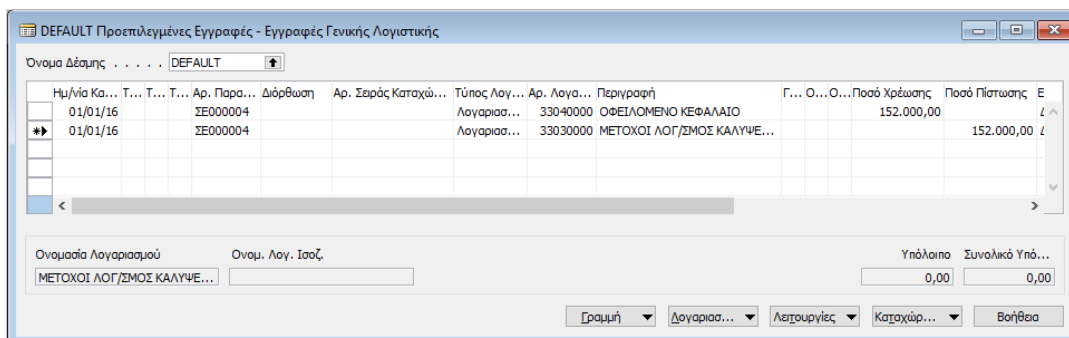 DEFAULT Προεπιλεγμένες Εγγραφές - Εγγραφές Γενικής Λογιστικής
Όνομα Δέσμης . . . . . DEFAULT
Ημ/νία Κα... Τ... Τ... Τ... Αρ. Παρα... Διόρθωση Αρ. Σειράς Καταχώ... Τύπος Λογ... Αρ. Λογα... Περιγραφή Γ... Ο... Ο... Ποσό Χρέωσης Ποσό Πίστωσης Ε
01/01/16 ΣΕ000004 Λογαριασ... 33040000 ΟΦΕΙΛΟΜΕΝΟ ΚΕΦΑΛΑΙΟ 152.000,00
01/01/16 ΣΕ000004 Λογαριασ... 33030000 ΜΕΤΟΧΟΙ ΛΟΓ/ΣΜΟΣ ΚΑΛΥΨΕ... 152.000,00
Ονομασία Λογαριασμού Ονομ. Λογ. Ισοζ. Υπόλοιπο Συνολικό Υπό...
ΜΕΤΟΧΟΙ ΛΟΓ/ΣΜΟΣ ΚΑΛΥΨΕ... 0,00 0,00
Γραμμή Λογαριασ... Λειτουργίες Καταχώρ... Βοήθεια